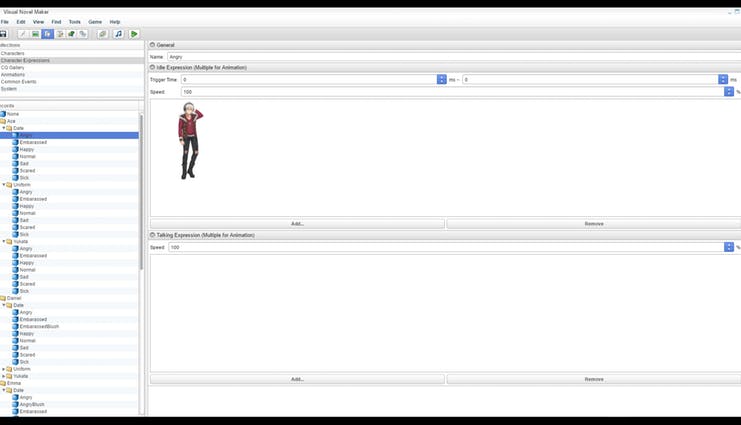 Visual Novel Maker
File Edit View Find Tools Game Help
Characters
Character Expressions
CG Gallery
Animations
Common Events
System
None
Ace
Date
Angry
Embarassed
Happy
Normal
Sad
Scared
Sick
Uniform
Angry
Embarassed
Happy
Normal
Sad
Scared
Sick
Yukata
Angry
Embarassed
Happy
Normal
Sad
Scared
Sick
Daniel
Date
Angry
Embarassed
EmbarassedBlush
Happy
Normal
Sad
Scared
Sick
Uniform
Yukata
Emma
Date
Angry
AngryBlush
Embarassed
General
Name: Angry
Idle Expression (Multiple for Animation)
Trigger Time: 0 ms -- 0 ms
Speed: 100 %
Add... Remove
Talking Expression (Multiple for Animation)
Speed: 100 %
Add... Remove